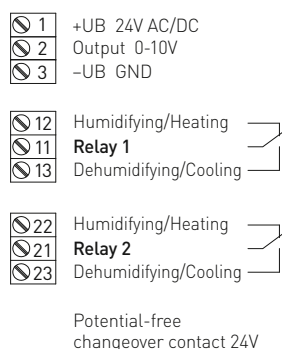 1 +UB 24V AC/DC
2 Output 0-10V
3 –UB GND
12 Humidifying/Heating
11 Relay 1
13 Dehumidifying/Cooling
22 Humidifying/Heating
21 Relay 2
23 Dehumidifying/Cooling
Potential-free
changeover contact 24V